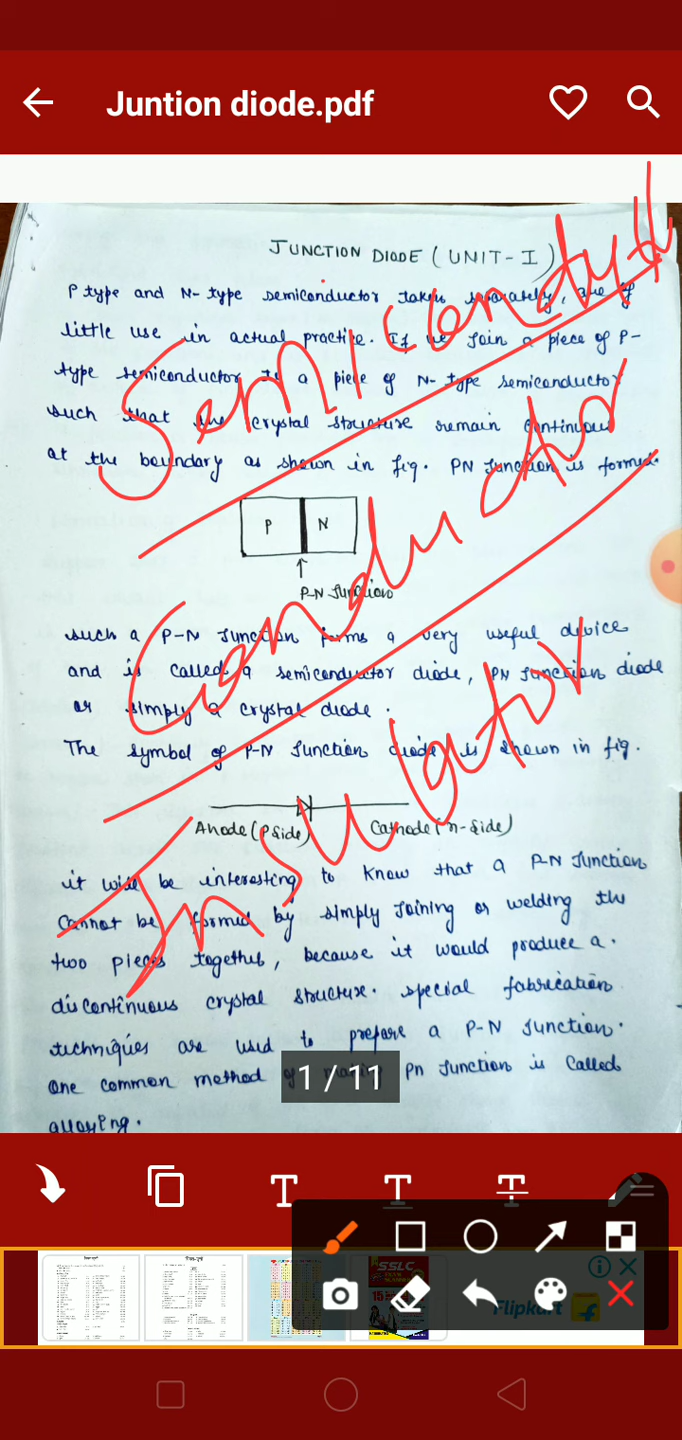 Juntion diode.pdf
JUNCTION DIODE (UNIT-I)
P type and N-type semiconductor taken separately, are of
little use in actual practice. If we Join a piece of P-
type semiconductor to a piece of N-type semiconductor
such that the crystal structure remain continuous
at the boundary as shown in fig. PN Junction is formed.
P N
P-N Junction
such a P-N Junction forms a very useful device
and is called a semiconductor diode, PN Junction diode
or simply a crystal diode.
The symbol of P-N Junction diode is shown in fig.
Anode (P side) Cathode (n-side)
it will be interesting to know that a P-N Junction
cannot be formed by simply Joining or welding the
two pieces together, because it would produce a
discontinuous crystal structure. special fabrication
techniques are used to prepare a P-N Junction.
One common method of making Pn Junction is called
alloying.
Conductor
Insulator
1 / 11
T T T
SSLC
15
Flipkart